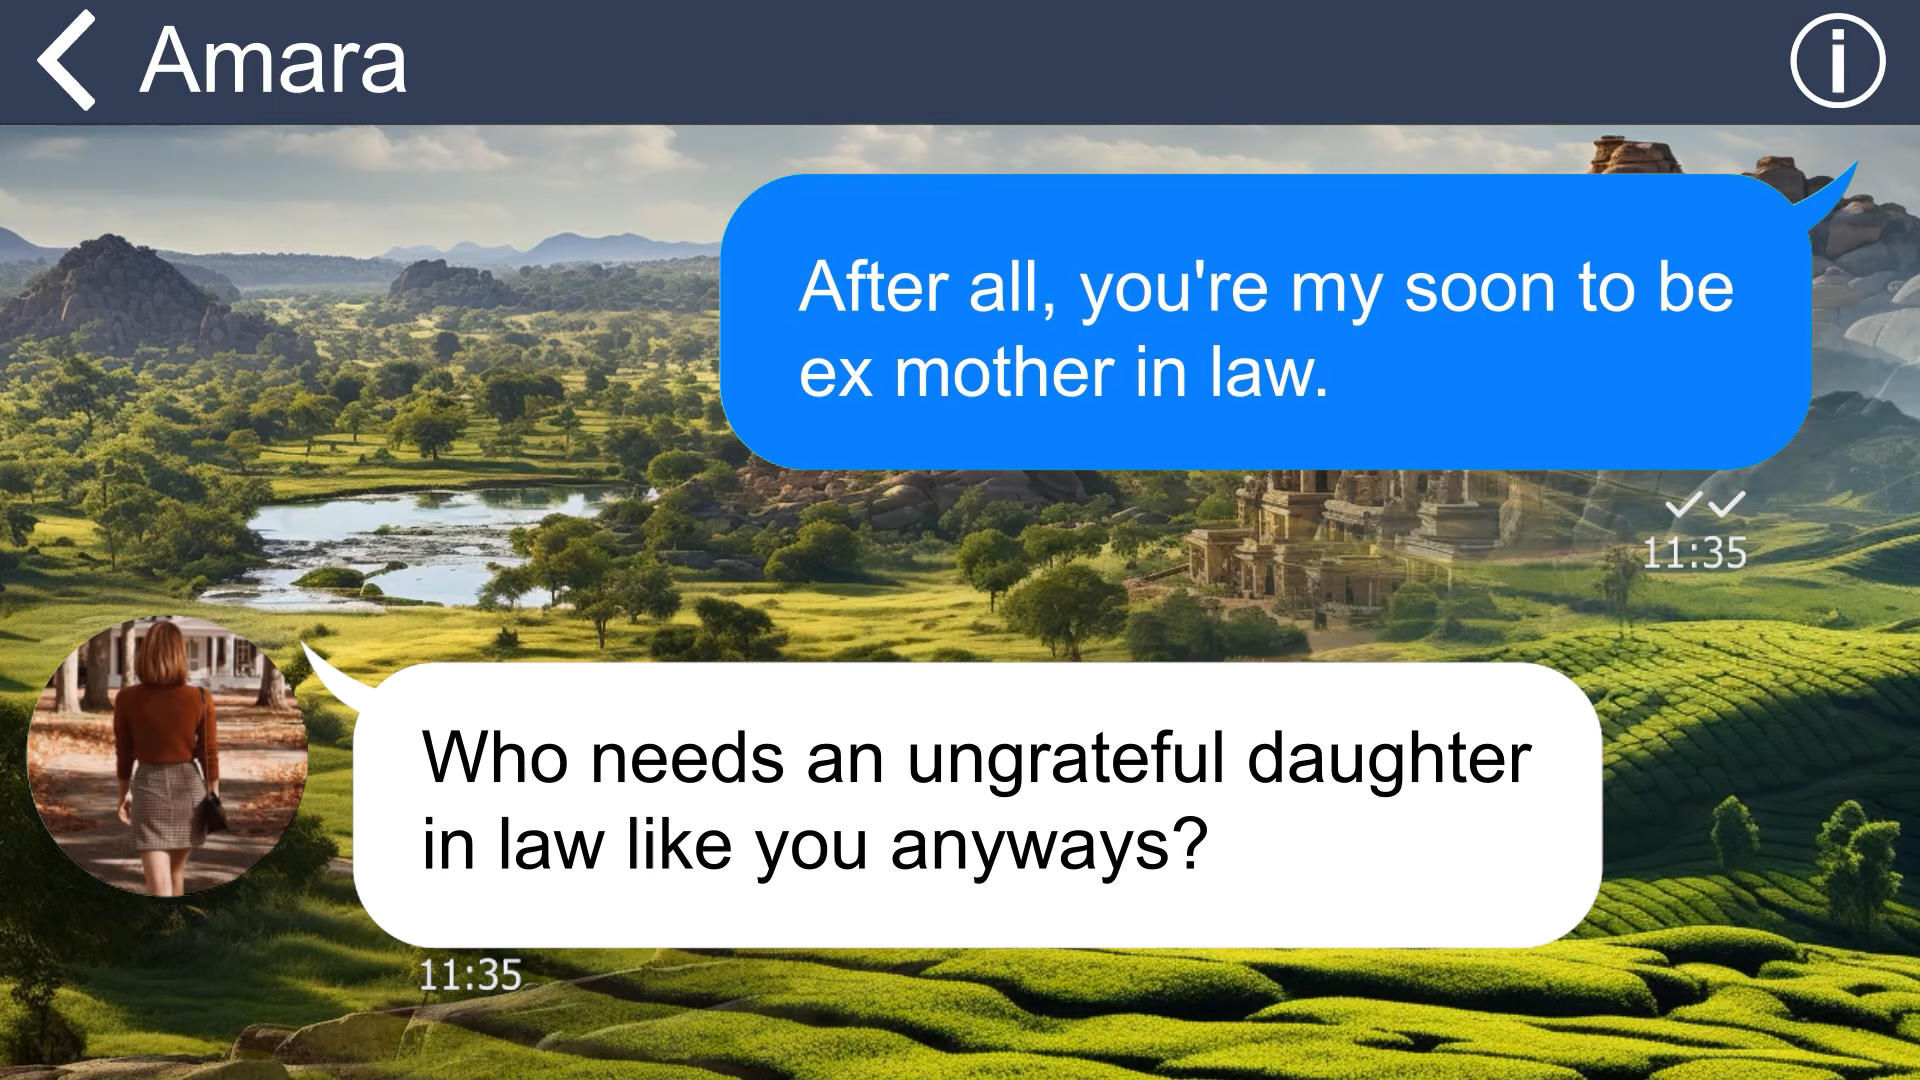 Amara
After all, you're my soon to be
ex mother in law.
11:35
Who needs an ungrateful daughter
in law like you anyways?
11:35